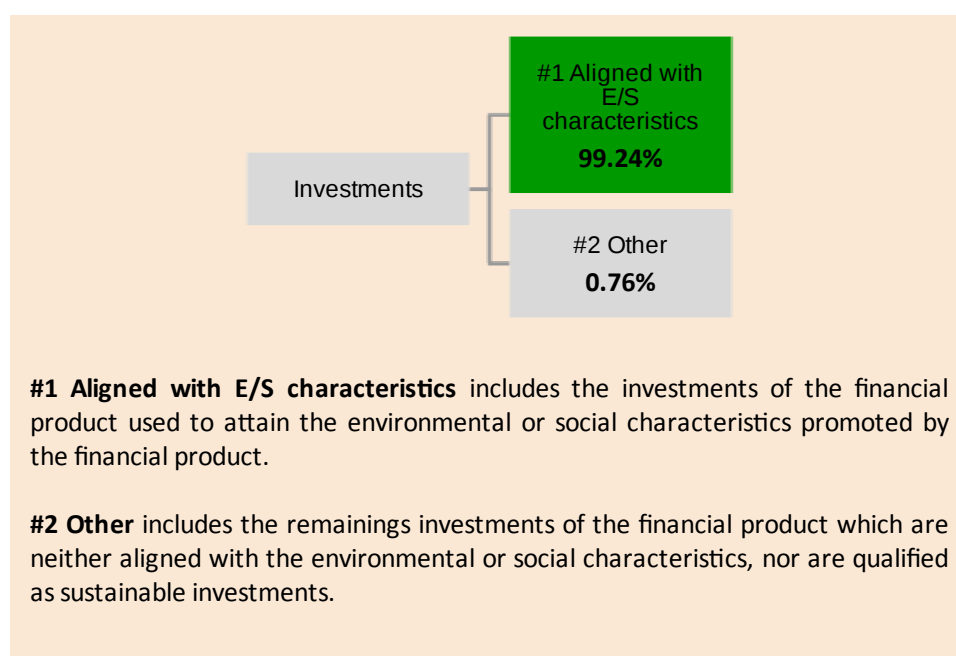 #1 Aligned with
E/S
characteristics
99.24%
Investments
#2 Other
0.76%
#1 Aligned with E/S characteristics includes the investments of the financial
product used to attain the environmental or social characteristics promoted by
the financial product.
#2 Other includes the remainings investments of the financial product which are
neither aligned with the environmental or social characteristics, nor are qualified
as sustainable investments.